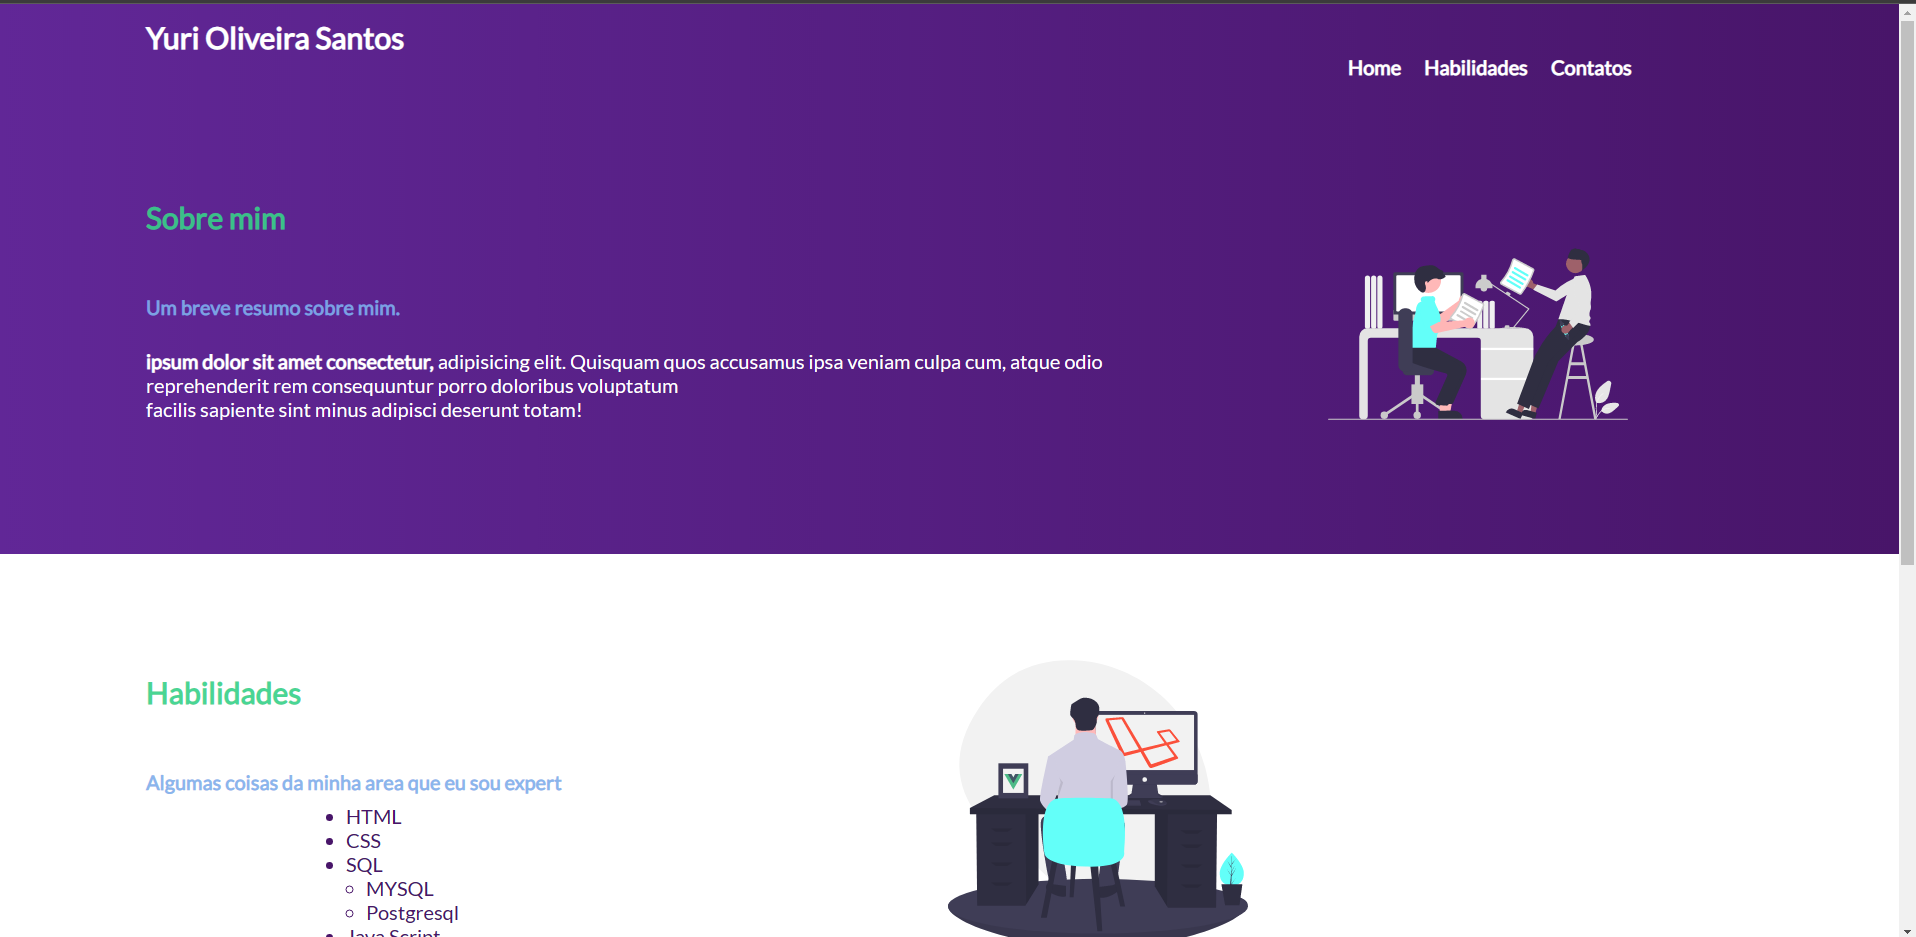 Yuri Oliveira Santos
Home Habilidades Contatos
Sobre mim
Um breve resumo sobre mim.
ipsum dolor sit amet consectetur, adipisicing elit. Quisquam quos accusamus ipsa veniam culpa cum, atque odio
reprehenderit rem consequuntur porro doloribus voluptatum
facilis sapiente sint minus adipisci deserunt totam!
Habilidades
Algumas coisas da minha area que eu sou expert
HTML
CSS
SQL
MYSQL
Postgresql
Java Script